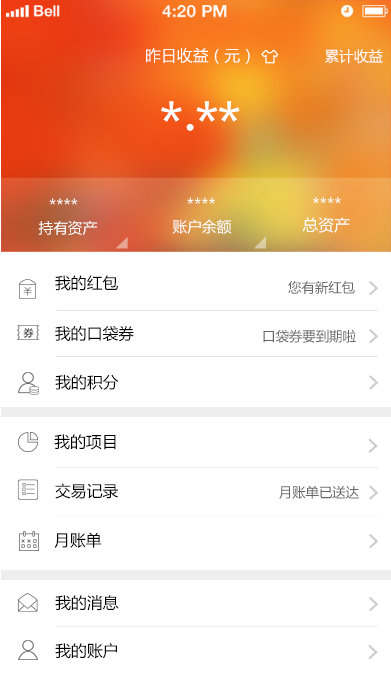 Bell 4:20 PM
昨日收益（元） 累计收益
*.**
**** **** ****
持有资产 账户余额 总资产
¥ 我的红包 您有新红包
券 我的口袋券 口袋券要到期啦
我的积分
我的项目
交易记录 月账单已送达
月账单
我的消息
我的账户